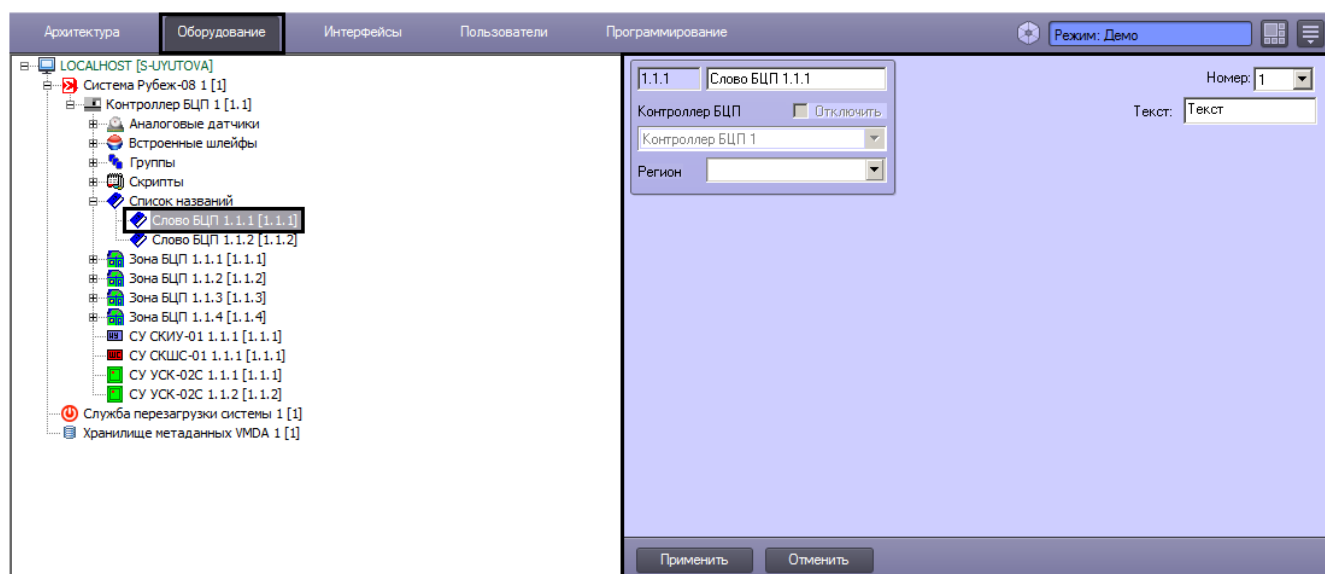 Архитектура Оборудование Интерфейсы Пользователи Программирование Режим: Демо
LOCALHOST [S-UYUTOVA]
Система Рубеж-08 1 [1]
Контроллер БЦП 1 [1.1]
Аналоговые датчики
Встроенные шлейфы
Группы
Скрипты
Список названий
Слово БЦП 1.1.1 [1.1.1]
Слово БЦП 1.1.2 [1.1.2]
Зона БЦП 1.1.1 [1.1.1]
Зона БЦП 1.1.2 [1.1.2]
Зона БЦП 1.1.3 [1.1.3]
Зона БЦП 1.1.4 [1.1.4]
СУ СКИУ-01 1.1.1 [1.1.1]
СУ СКШС-01 1.1.1 [1.1.1]
СУ УСК-02С 1.1.1 [1.1.1]
СУ УСК-02С 1.1.2 [1.1.2]
Служба перезагрузки системы 1 [1]
Хранилище метаданных VMDA 1 [1]
1.1.1 Слово БЦП 1.1.1
Контроллер БЦП Отключить
Контроллер БЦП 1
Регион
Номер: 1
Текст: Текст
Применить Отменить